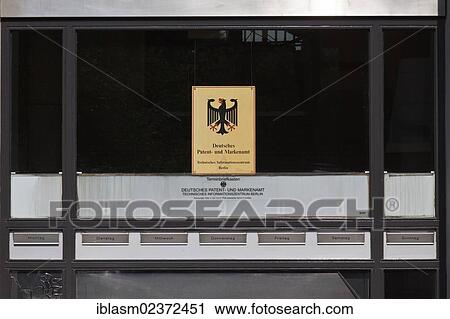 Deutsches
Patent- und Markenamt
Technisches Informationszentrum
Berlin
Terminbriefkasten
DEUTSCHES PATENT- UND MARKENAMT
TECHNISCHES INFORMATIONSZENTRUM BERLIN
FOTOSEARCH
Montag Dienstag Mittwoch Donnerstag Freitag Samstag Sonntag
iblasm02372451 www.fotosearch.com